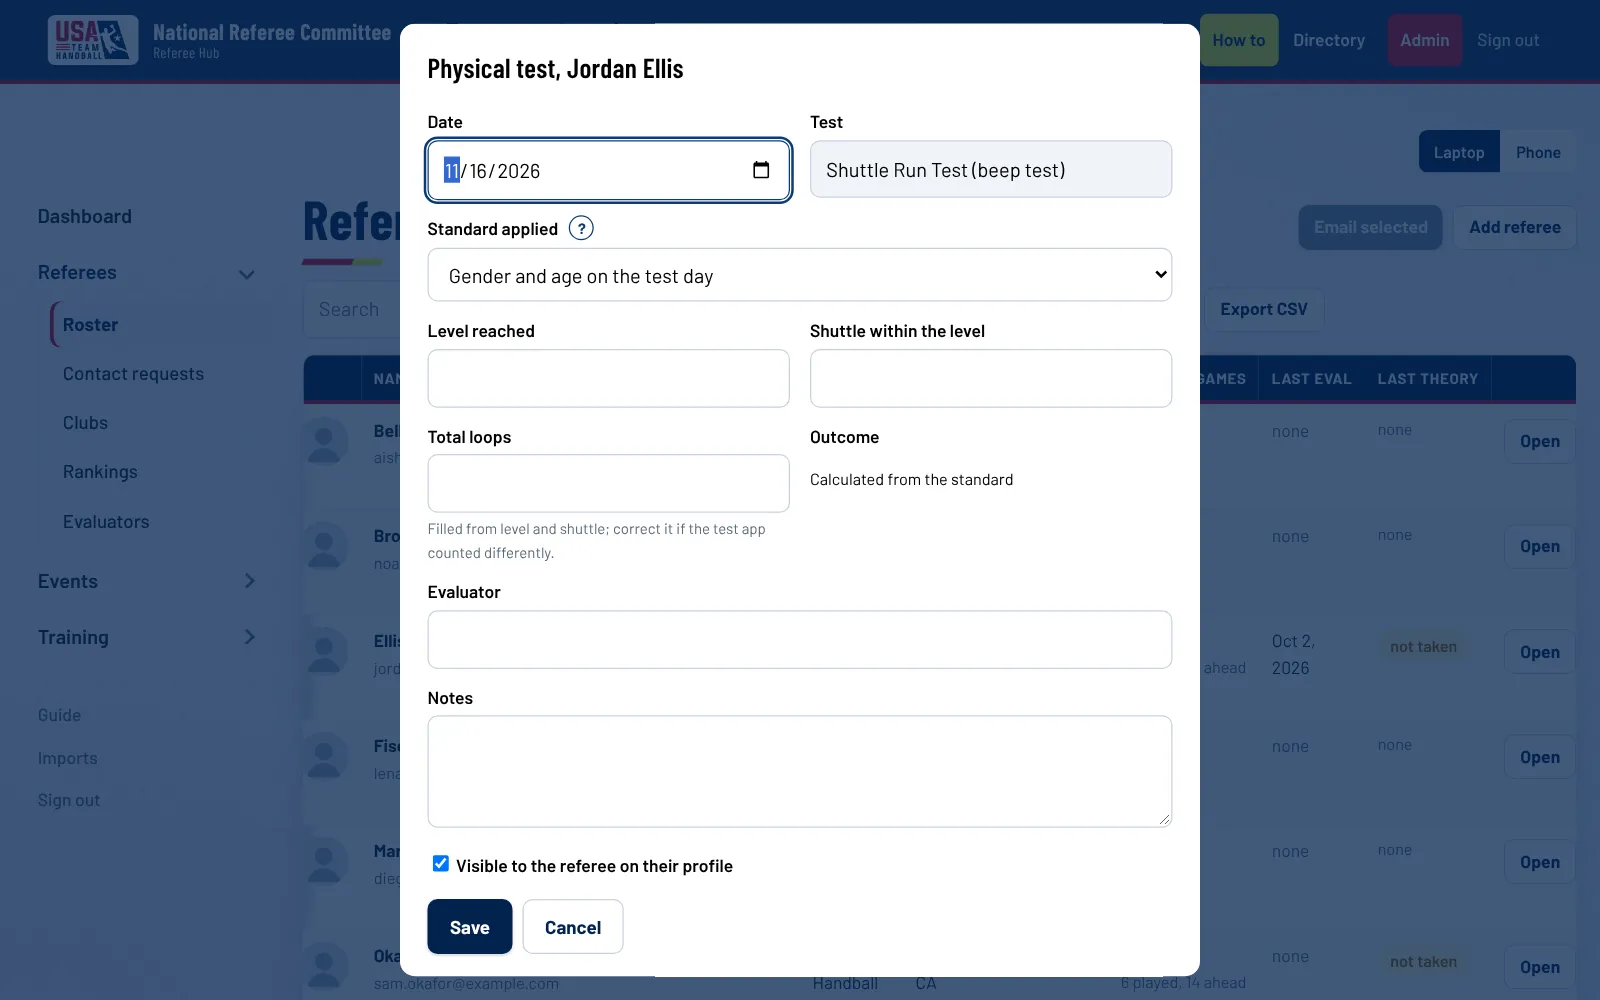 USA
TEAM
HANDBALL
National Referee Committee
Referee Hub
How to
Directory
Admin
Sign out
Laptop
Phone
Dashboard
Referees
Roster
Contact requests
Clubs
Rankings
Evaluators
Events
Training
Guide
Imports
Sign out
Email selected
Add referee
Search
Export CSV
LAST EVAL
LAST THEORY
none
none
Open
none
none
Open
ahead
Oct 2,
2026
not taken
Open
none
none
Open
none
none
Open
sam.okafor@example.com
Handball
CA
6 played, 14 ahead
none
not taken
Open
Physical test, Jordan Ellis
Date
11/16/2026
Test
Shuttle Run Test (beep test)
Standard applied ?
Gender and age on the test day
Level reached
Shuttle within the level
Total loops
Filled from level and shuttle; correct it if the test app
counted differently.
Outcome
Calculated from the standard
Evaluator
Notes
Visible to the referee on their profile
Save
Cancel